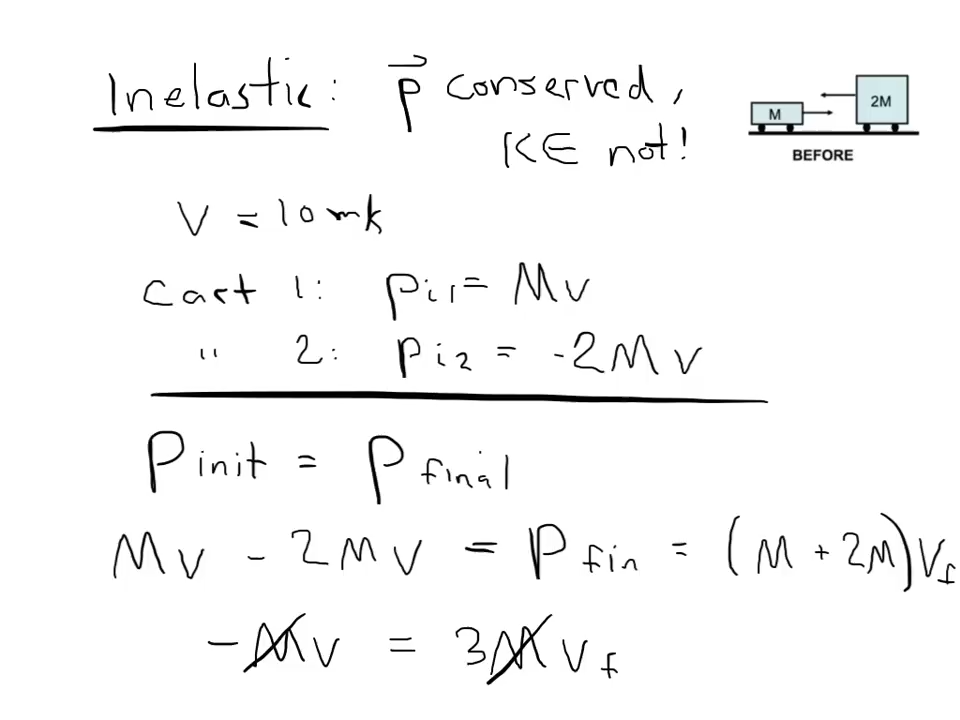 Inelastic: p⃗ conserved,
KE not!
M
2M
BEFORE
v = 10 m/s
Cart 1: pi1 = Mv
" 2: pi2 = -2Mv
Pinit = Pfinal
Mv - 2Mv = Pfin = (M + 2M)Vf
-Mv = 3MVf